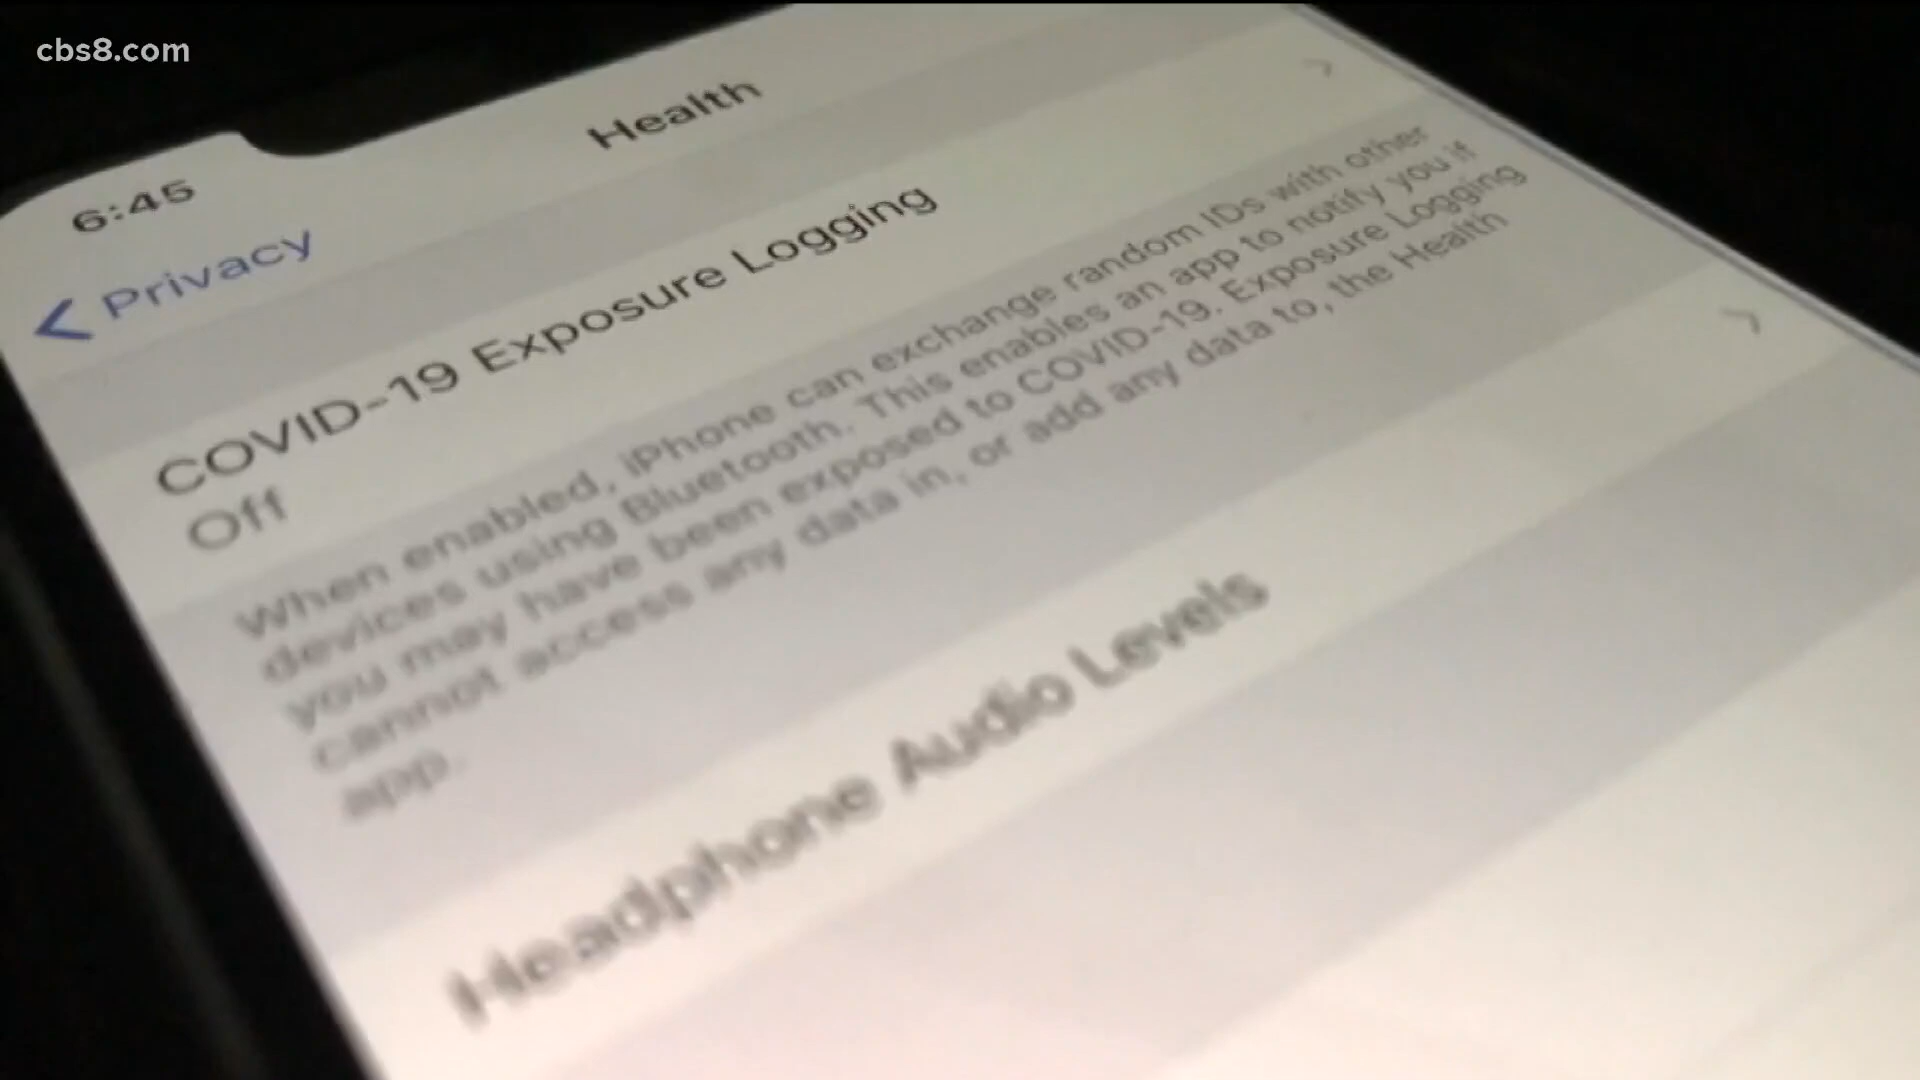 cbs8.com
6:45
Health
Privacy
COVID-19 Exposure Logging
Off
When enabled, iPhone can exchange random IDs with other
devices using Bluetooth. This enables an app to notify you if
you may have been exposed to COVID-19. Exposure Logging
cannot access any data in, or add any data to, the Health
app.
Headphone Audio Levels